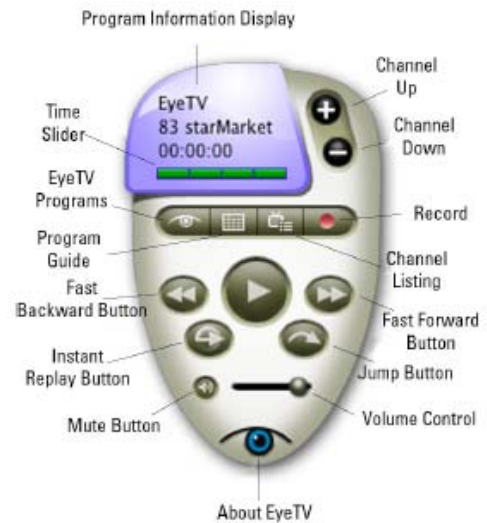 Program Information Display
Channel
Up
EyeTV
83 starMarket
00:00:00
Time
Slider
Channel
Down
EyeTV
Programs
Record
Program
Guide
Channel
Listing
Fast
Backward Button
Fast Forward
Button
Instant
Replay Button
Jump Button
Mute Button
Volume Control
About EyeTV